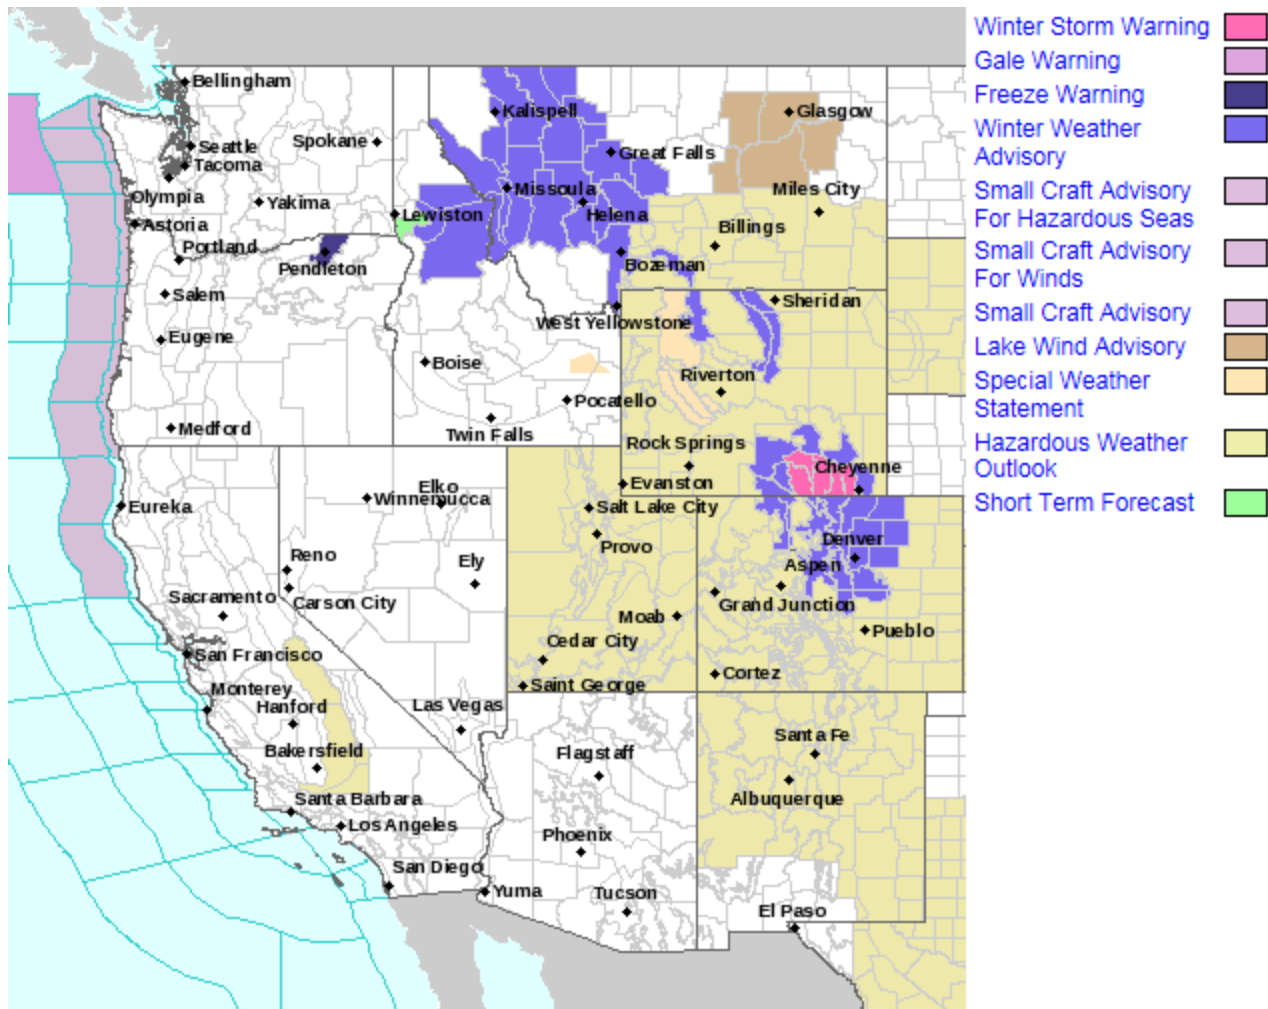 Winter Storm Warning
Gale Warning
Freeze Warning
Winter Weather
Advisory
Small Craft Advisory
For Hazardous Seas
Small Craft Advisory
For Winds
Small Craft Advisory
Lake Wind Advisory
Special Weather
Statement
Hazardous Weather
Outlook
Short Term Forecast
Bellingham
Kalispell
Glasgow
Seattle
Spokane
Great Falls
Tacoma
Olympia
Yakima
Missoula
Miles City
Astoria
Lewiston
Helena
Portland
Billings
Pendleton
Bozeman
Salem
Sheridan
Eugene
West Yellowstone
Boise
Riverton
Pocatello
Medford
Twin Falls
Rock Springs
Cheyenne
Evanston
Elko
Winnemucca
Eureka
Salt Lake City
Provo
Denver
Reno
Ely
Aspen
Sacramento
Carson City
Grand Junction
Moab
Pueblo
San Francisco
Cedar City
Cortez
Saint George
Monterey
Hanford
Las Vegas
Bakersfield
Flagstaff
Santa Fe
Albuquerque
Santa Barbara
Los Angeles
Phoenix
San Diego
Yuma
Tucson
El Paso